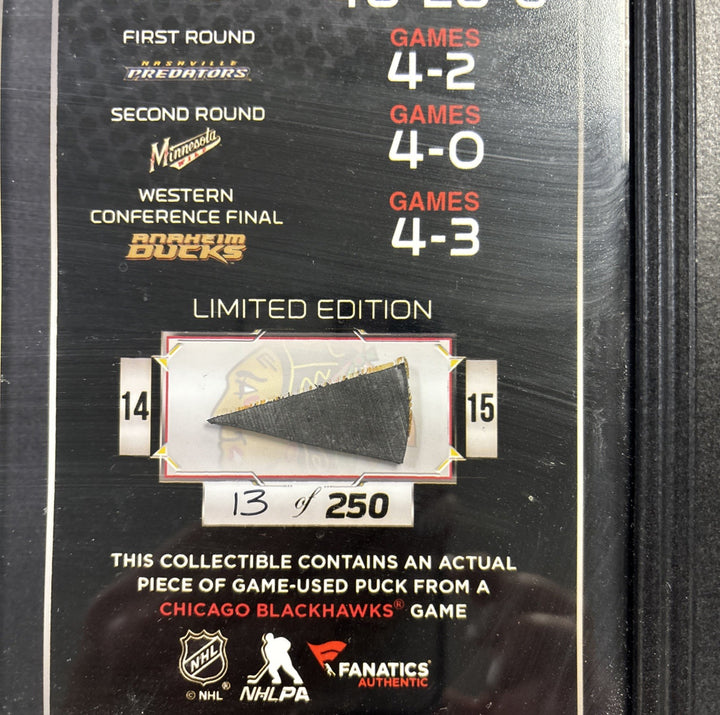 FIRST ROUND
GAMES
NASHVILLE
PREDATORS
4-2
SECOND ROUND
GAMES
Minnesota
WILD
4-0
WESTERN
CONFERENCE FINAL
GAMES
ANAHEIM
DUCKS
4-3
LIMITED EDITION
14
15
13 of 250
THIS COLLECTIBLE CONTAINS AN ACTUAL
PIECE OF GAME-USED PUCK FROM A
CHICAGO BLACKHAWKS® GAME
NHL
© NHL ®
NHLPA
FANATICS
AUTHENTIC